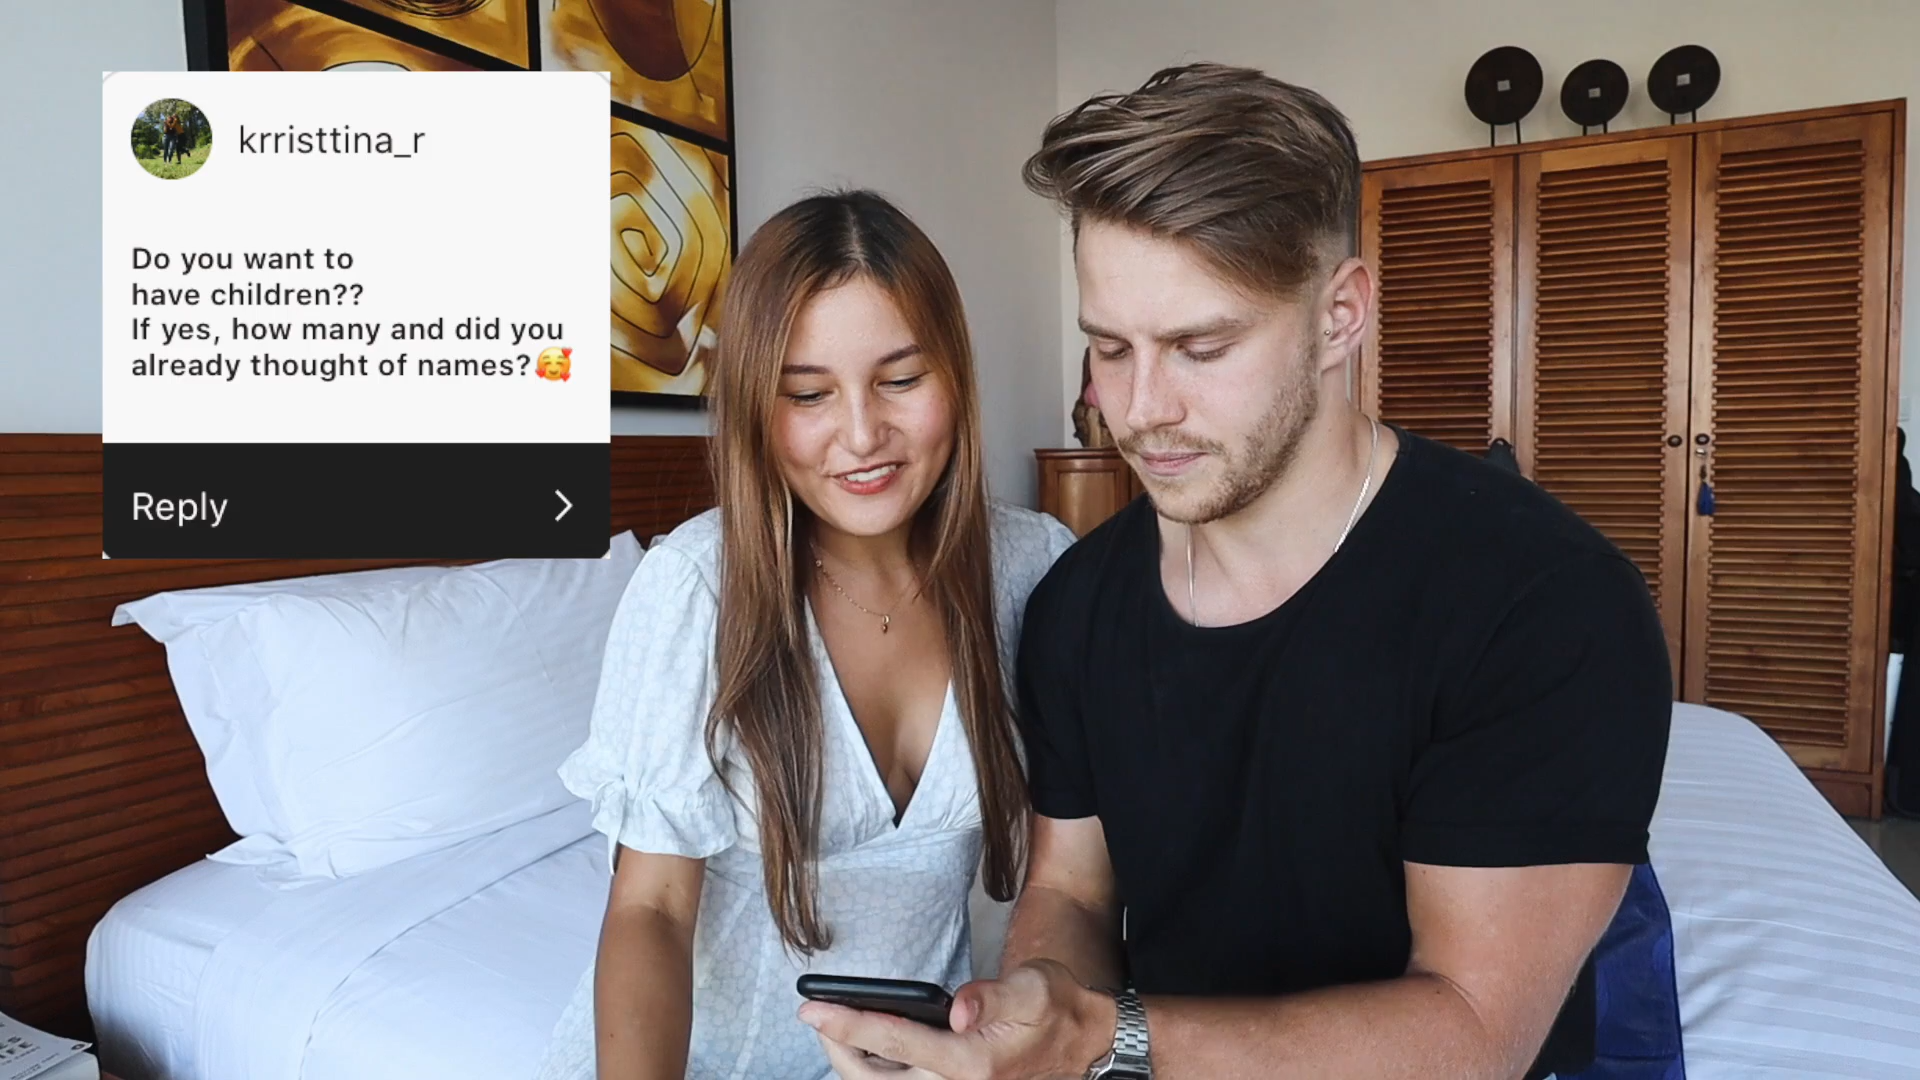 krristtina_r
Do you want to
have children??
If yes, how many and did you
already thought of names?🥰
Reply